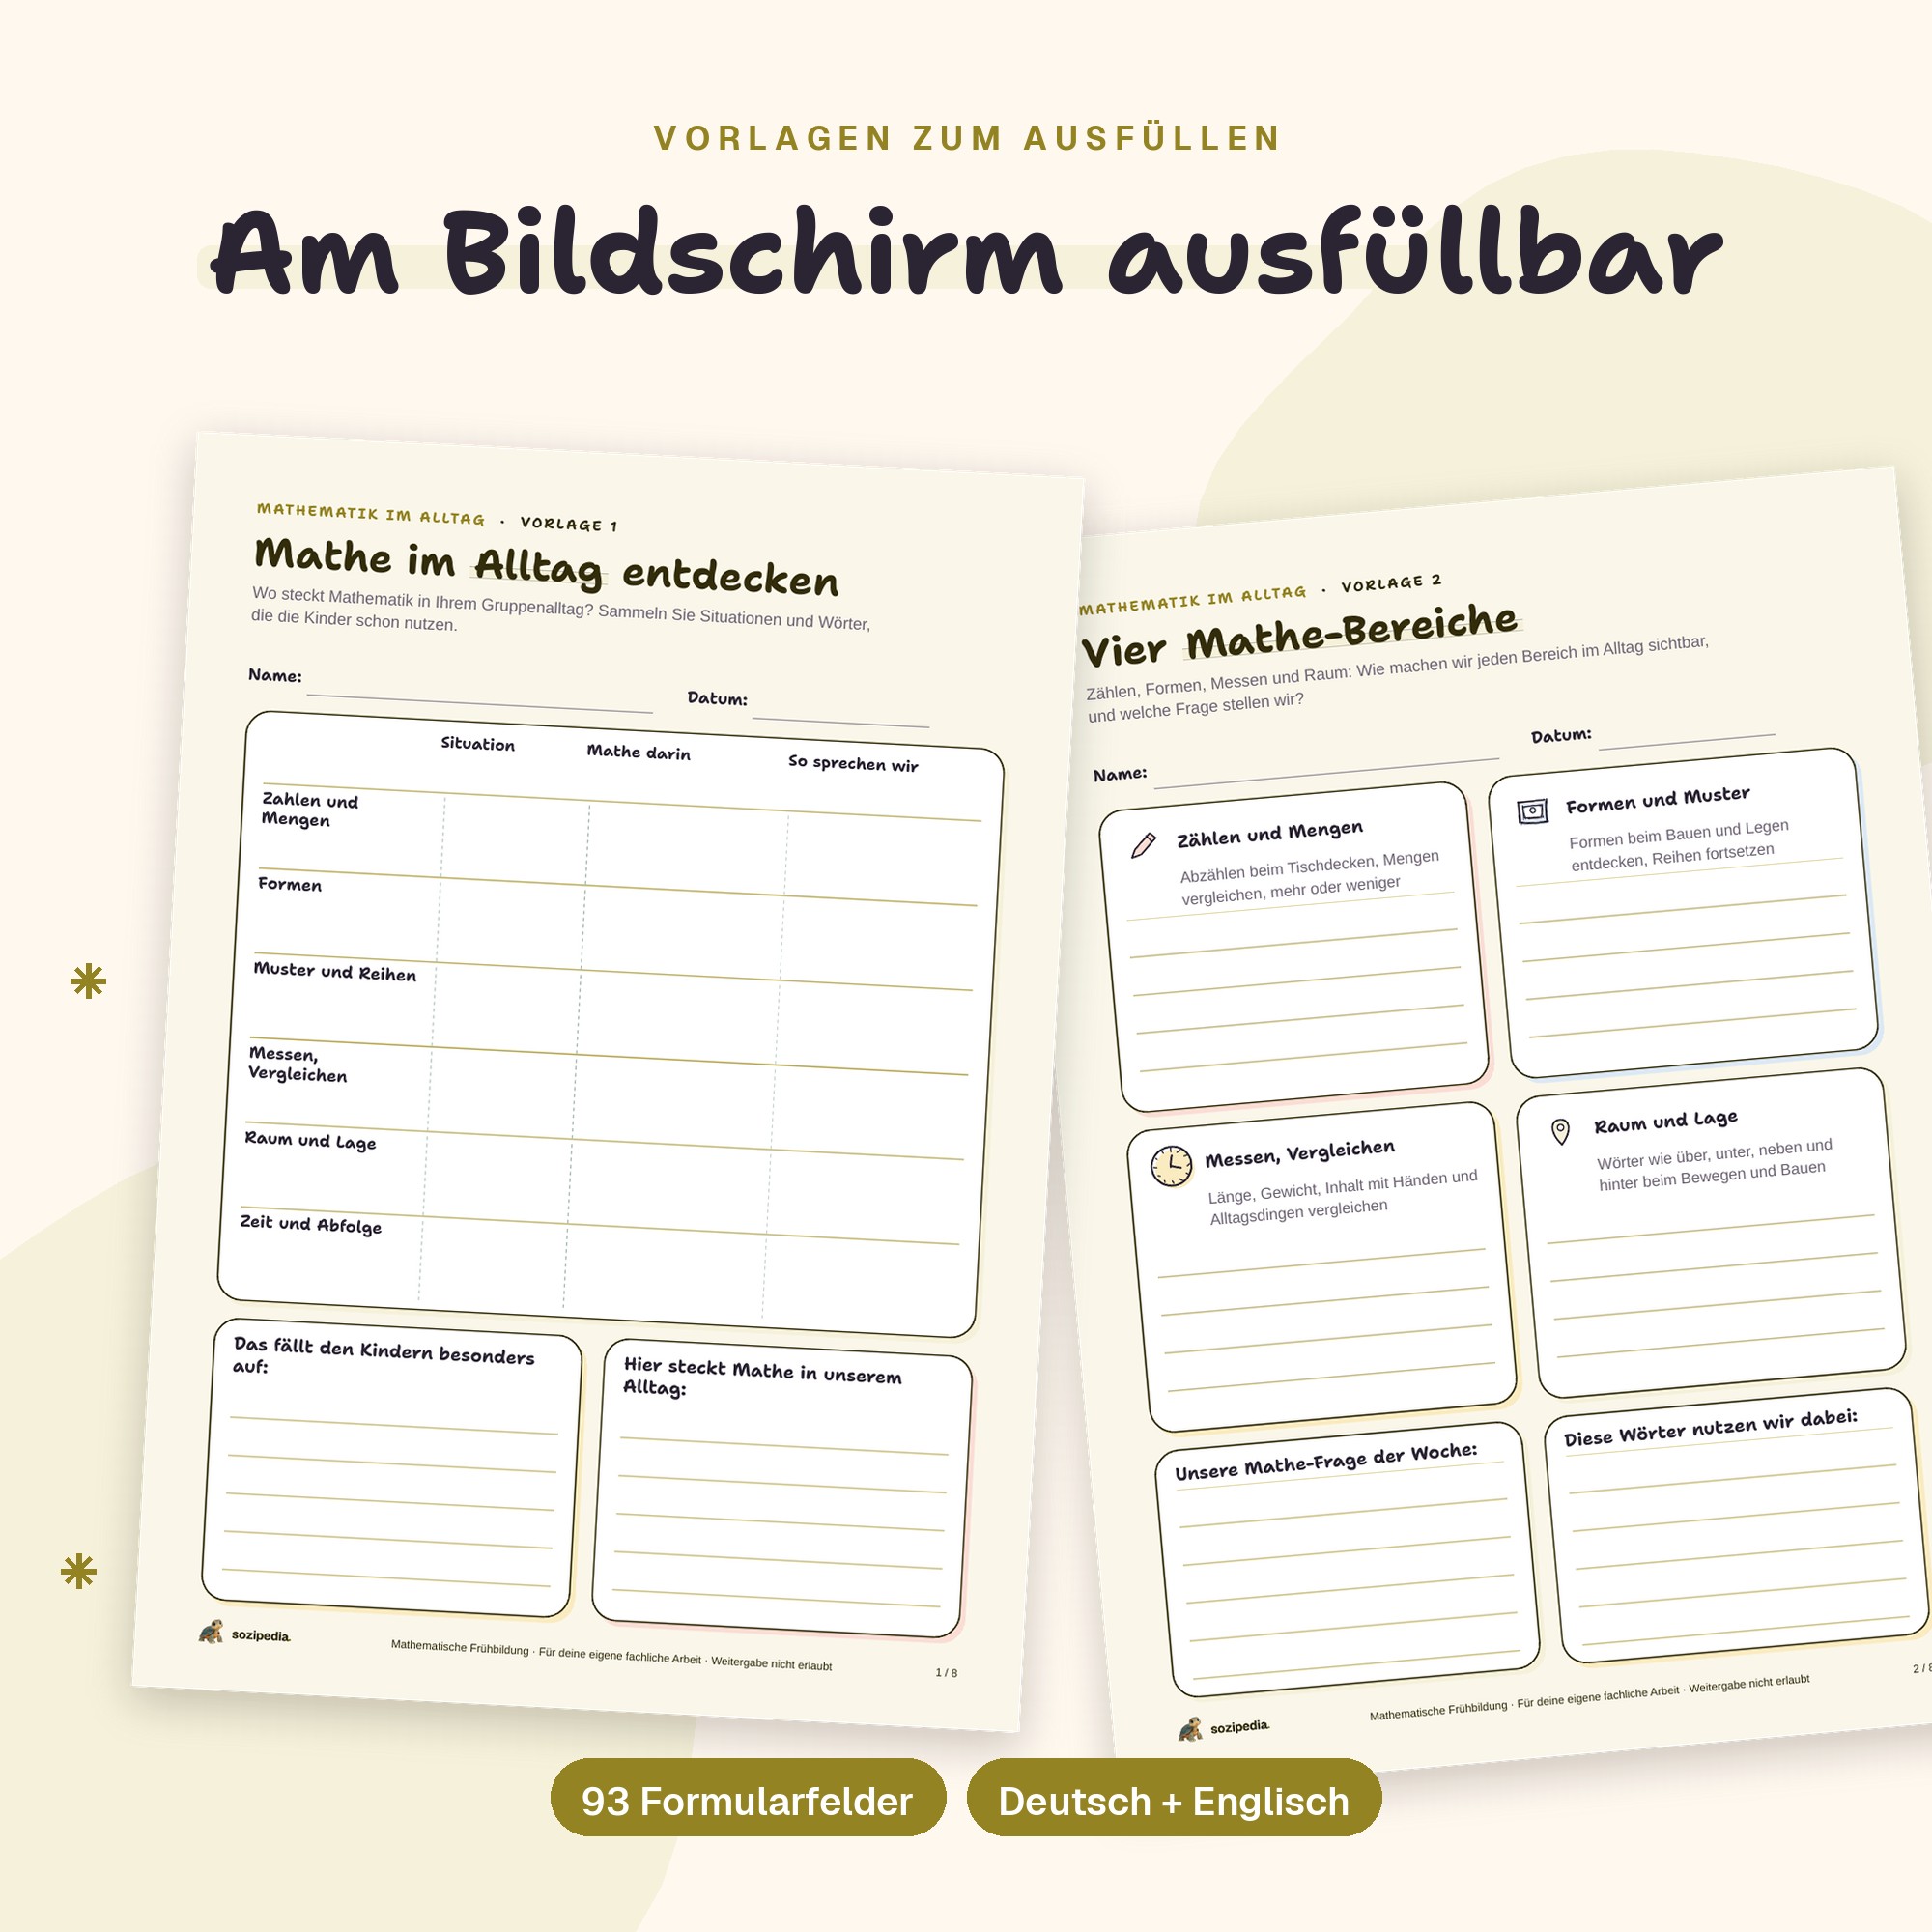 VORLAGEN ZUM AUSFÜLLEN
Am Bildschirm ausfüllbar
MATHEMATIK IM ALLTAG · VORLAGE 1
Mathe im Alltag entdecken
Wo steckt Mathematik in Ihrem Gruppenalltag? Sammeln Sie Situationen und Wörter,
die die Kinder schon nutzen.
Name:
Datum:
Situation
Mathe darin
So sprechen wir
Zahlen und
Mengen
Formen
Muster und Reihen
Messen,
Vergleichen
Raum und Lage
Zeit und Abfolge
Das fällt den Kindern besonders
auf:
Hier steckt Mathe in unserem
Alltag:
sozipedia.
Mathematische Frühbildung · Für deine eigene fachliche Arbeit · Weitergabe nicht erlaubt
1 / 8
MATHEMATIK IM ALLTAG · VORLAGE 2
Vier Mathe-Bereiche
Zählen, Formen, Messen und Raum: Wie machen wir jeden Bereich im Alltag sichtbar,
und welche Frage stellen wir?
Name:
Datum:
Zählen und Mengen
Abzählen beim Tischdecken, Mengen
vergleichen, mehr oder weniger
Formen und Muster
Formen beim Bauen und Legen
entdecken, Reihen fortsetzen
Messen, Vergleichen
Länge, Gewicht, Inhalt mit Händen und
Alltagsdingen vergleichen
Raum und Lage
Wörter wie über, unter, neben und
hinter beim Bewegen und Bauen
Unsere Mathe-Frage der Woche:
Diese Wörter nutzen wir dabei:
sozipedia.
Mathematische Frühbildung · Für deine eigene fachliche Arbeit · Weitergabe nicht erlaubt
2 / 8
93 Formularfelder
Deutsch + Englisch